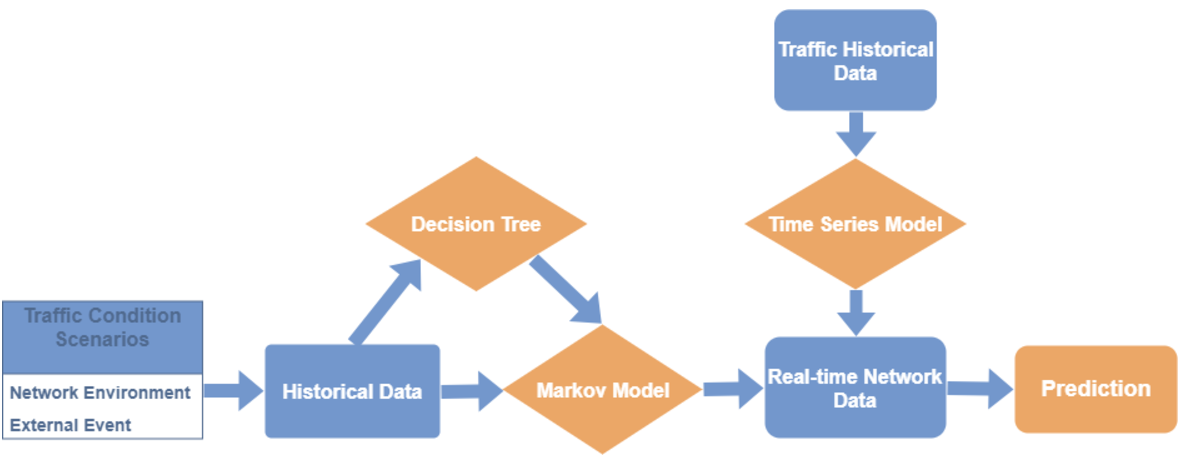 Traffic Historical
Data
Decision Tree
Time Series Model
Traffic Condition
Scenarios
Network Environment
External Event
Historical Data
Markov Model
Real-time Network
Data
Prediction